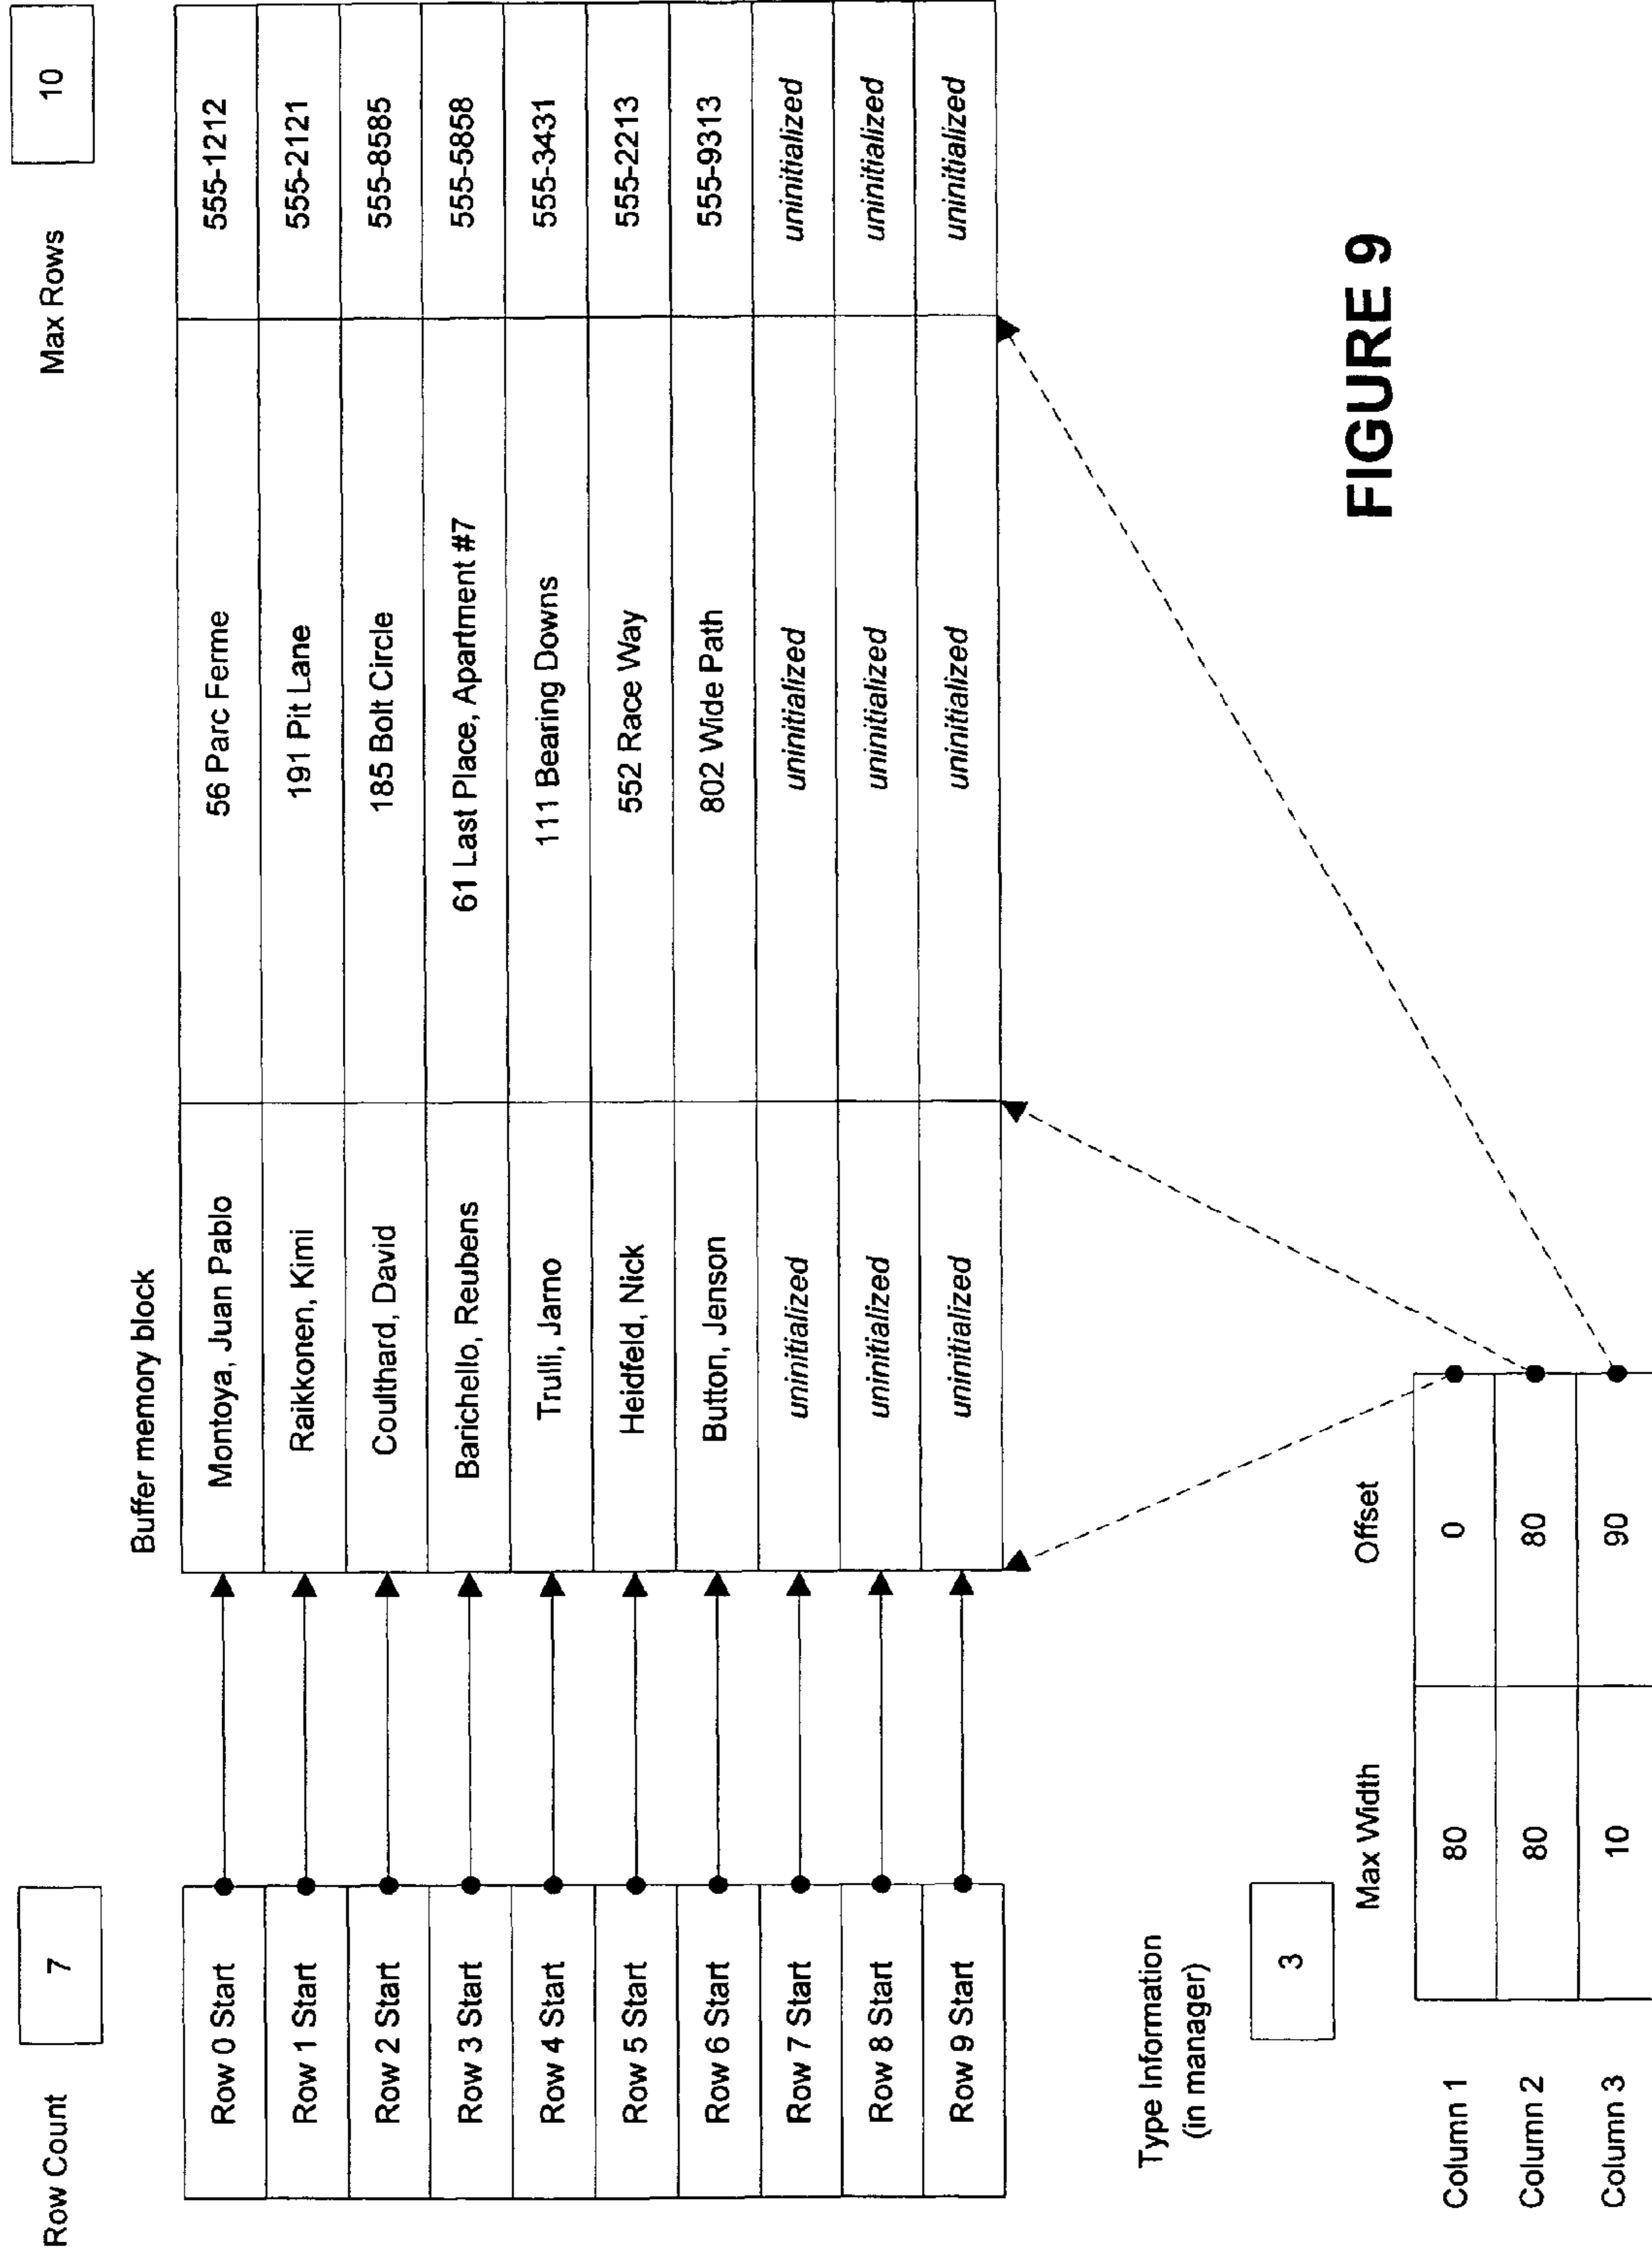 Row Count 7 Max Rows 10
Buffer memory block
Row 0 Start Montoya, Juan Pablo 56 Parc Ferme 555-1212
Row 1 Start Raikkonen, Kimi 191 Pit Lane 555-2121
Row 2 Start Coulthard, David 185 Bolt Circle 555-8585
Row 3 Start Barichello, Reubens 61 Last Place, Apartment #7 555-5858
Row 4 Start Trulli, Jarno 111 Bearing Downs 555-3431
Row 5 Start Heidfeld, Nick 552 Race Way 555-2213
Row 6 Start Button, Jenson 802 Wide Path 555-9313
Row 7 Start uninitialized uninitialized uninitialized
Row 8 Start uninitialized uninitialized uninitialized
Row 9 Start uninitialized uninitialized uninitialized
Type Information
(in manager)
3
Max Width Offset
Column 1 80 0
Column 2 80 80
Column 3 10 90
FIGURE 9